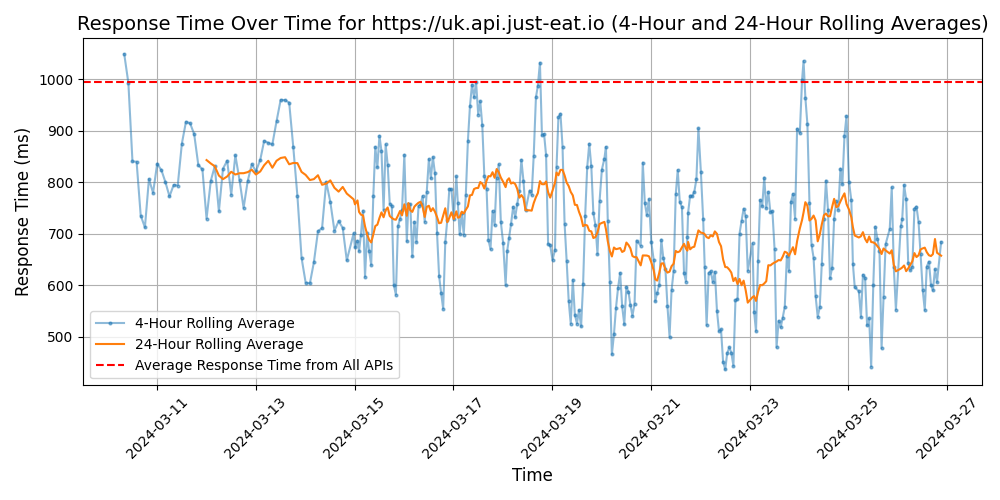 Response Time Over Time for https://uk.api.just-eat.io (4-Hour and 24-Hour Rolling Averages)
Response Time (ms)
1000
900
800
700
600
500
4-Hour Rolling Average
24-Hour Rolling Average
Average Response Time from All APIs
2024-03-11
2024-03-13
2024-03-15
2024-03-17
2024-03-19
2024-03-21
2024-03-23
2024-03-25
2024-03-27
Time